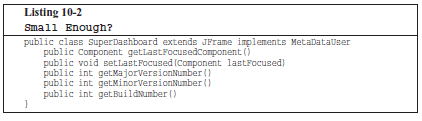 Listing 10-2
Small Enough?
public class SuperDashboard extends JFrame implements MetaDataUser
public Component getLastFocusedComponent()
public void setLastFocused(Component lastFocused)
public int getMajorVersionNumber()
public int getMinorVersionNumber()
public int getBuildNumber()
}